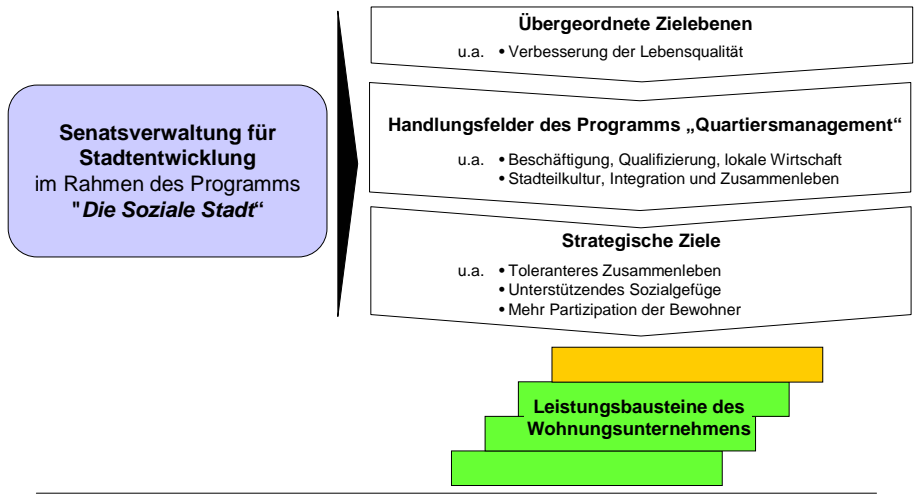 Senatsverwaltung für
Stadtentwicklung
im Rahmen des Programms
"Die Soziale Stadt“
Übergeordnete Zielebenen
u.a. • Verbesserung der Lebensqualität
Handlungsfelder des Programms „Quartiersmanagement“
u.a. • Beschäftigung, Qualifizierung, lokale Wirtschaft
• Stadteilkultur, Integration und Zusammenleben
Strategische Ziele
u.a. • Toleranteres Zusammenleben
• Unterstützendes Sozialgefüge
• Mehr Partizipation der Bewohner
Leistungsbausteine des
Wohnungsunternehmens